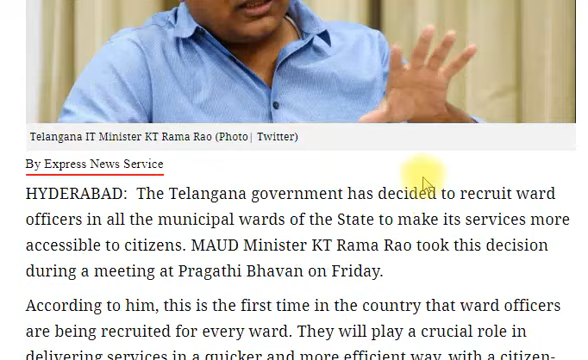 Telangana IT Minister KT Rama Rao (Photo| Twitter)
By Express News Service
HYDERABAD: The Telangana government has decided to recruit ward
officers in all the municipal wards of the State to make its services more
accessible to citizens. MAUD Minister KT Rama Rao took this decision
during a meeting at Pragathi Bhavan on Friday.
According to him, this is the first time in the country that ward officers
are being recruited for every ward. They will play a crucial role in
delivering services in a quicker and more efficient way, with a citizen-